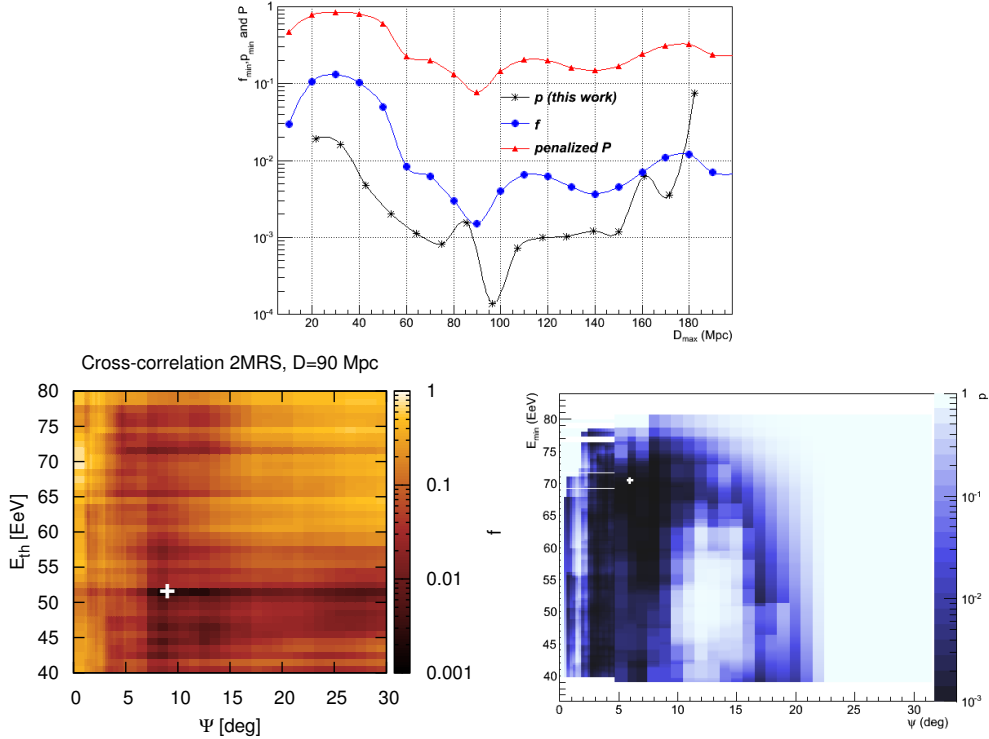 f_min, p_min and P
1
10^-1
10^-2
10^-3
10^-4
p (this work)
f
penalized P
20 40 60 80 100 120 140 160 180
D_max (Mpc)
Cross-correlation 2MRS, D=90 Mpc
E_th [EeV]
80
75
70
65
60
55
50
45
40
0 5 10 15 20 25 30
Ψ [deg]
1
0.1
0.01
0.001
f
E_min (EeV)
80
75
70
65
60
55
50
45
40
0 5 10 15 20 25 30
ψ (deg)
p
1
10^-1
10^-2
10^-3